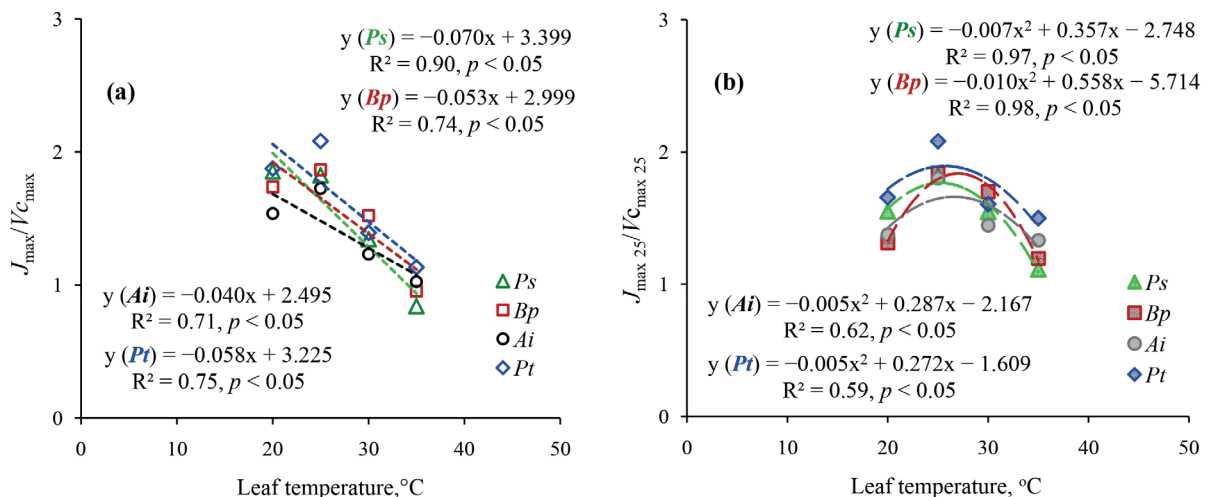 y (Ps) = −0.070x + 3.399
R² = 0.90, p < 0.05
(a)
y (Bp) = −0.053x + 2.999
R² = 0.74, p < 0.05
Jmax/Vcmax
3
2
1
0
y (Ai) = −0.040x + 2.495
R² = 0.71, p < 0.05
y (Pt) = −0.058x + 3.225
R² = 0.75, p < 0.05
Ps
Bp
Ai
Pt
0 10 20 30 40 50
Leaf temperature,°C
y (Ps) = −0.007x² + 0.357x − 2.748
R² = 0.97, p < 0.05
(b)
y (Bp) = −0.010x² + 0.558x − 5.714
R² = 0.98, p < 0.05
Jmax 25/Vcmax 25
3
2
1
0
y (Ai) = −0.005x² + 0.287x − 2.167
R² = 0.62, p < 0.05
y (Pt) = −0.005x² + 0.272x − 1.609
R² = 0.59, p < 0.05
Ps
Bp
Ai
Pt
0 10 20 30 40 50
Leaf temperature, °C